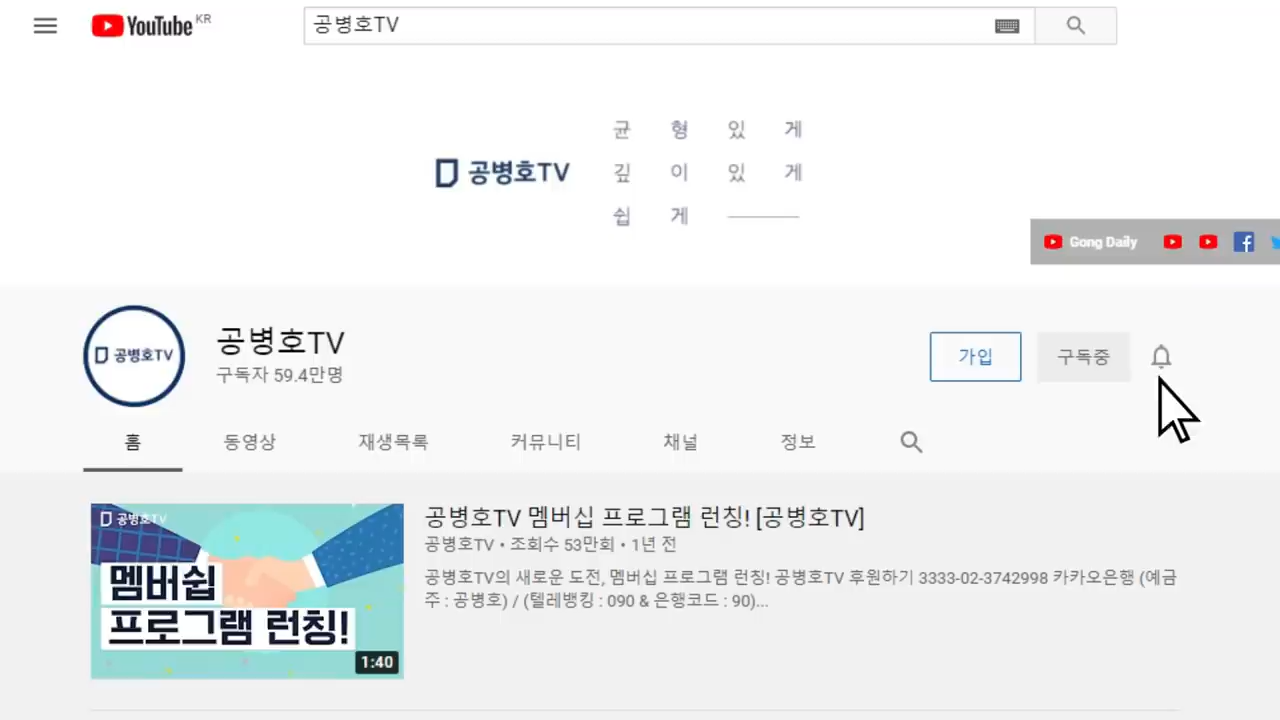 YouTube KR
공병호TV
공병호TV
균 형 있 게
깊 이 있 게
쉽 게
Gong Daily
공병호TV
공병호TV
구독자 59.4만명
가입
구독중
홈 동영상 재생목록 커뮤니티 채널 정보
공병호TV
멤버쉽
프로그램 런칭!
1:40
공병호TV 멤버십 프로그램 런칭! [공병호TV]
공병호TV • 조회수 53만회 • 1년 전
공병호TV의 새로운 도전, 멤버십 프로그램 런칭! 공병호TV 후원하기 3333-02-3742998 카카오은행 (예금
주 : 공병호) / (텔레뱅킹 : 090 & 은행코드 : 90)...